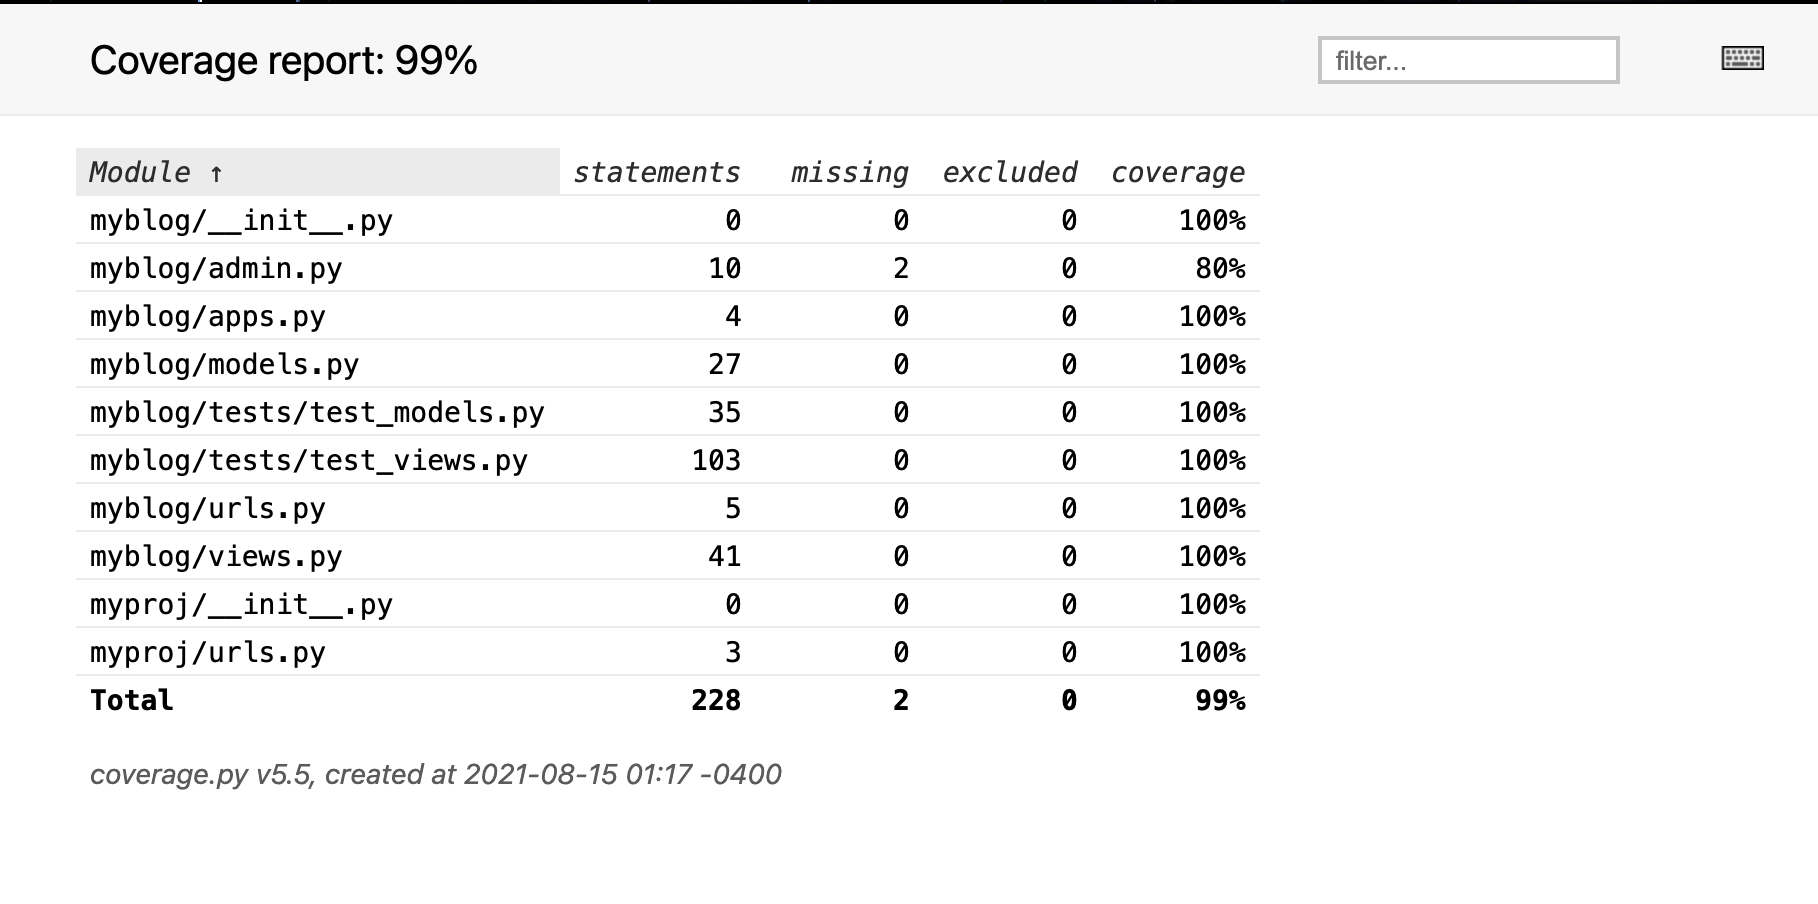 Coverage report: 99%
filter...
Module ↑ statements missing excluded coverage
myblog/__init__.py 0 0 0 100%
myblog/admin.py 10 2 0 80%
myblog/apps.py 4 0 0 100%
myblog/models.py 27 0 0 100%
myblog/tests/test_models.py 35 0 0 100%
myblog/tests/test_views.py 103 0 0 100%
myblog/urls.py 5 0 0 100%
myblog/views.py 41 0 0 100%
myproj/__init__.py 0 0 0 100%
myproj/urls.py 3 0 0 100%
Total 228 2 0 99%
coverage.py v5.5, created at 2021-08-15 01:17 -0400